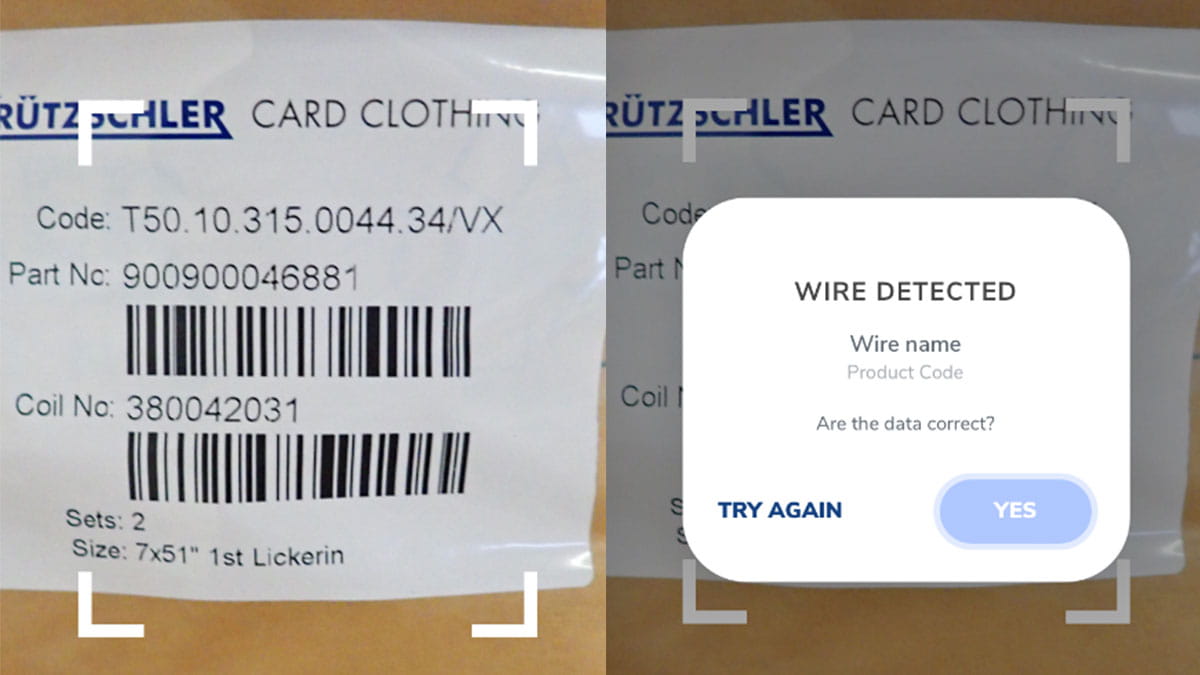 RÜTZSCHLER CARD CLOTHING
Code: T50.10.315.0044.34/VX
Part No: 900900046881
Coil No: 380042031
Sets: 2
Size: 7x51" 1st Lickerin
RÜTZSCHLER CARD CLOTHING
Code
Part N
Coil N
S
S
WIRE DETECTED
Wire name
Product Code
Are the data correct?
TRY AGAIN
YES